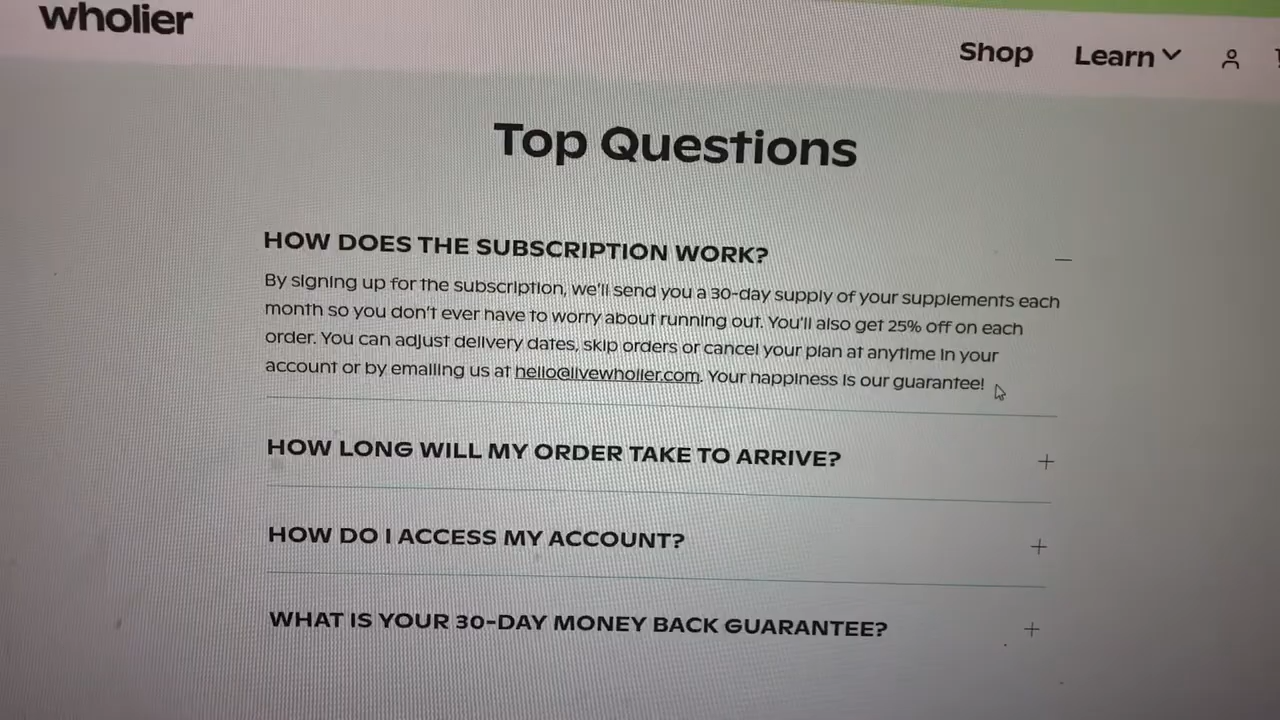 wholier
Shop
Learn
Top Questions
HOW DOES THE SUBSCRIPTION WORK?
By signing up for the subscription, we'll send you a 30-day supply of your supplements each
month so you don't ever have to worry about running out. You'll also get 25% off on each
order. You can adjust delivery dates, skip orders or cancel your plan at anytime in your
account or by emailing us at hello@livewholier.com. Your happiness is our guarantee!
HOW LONG WILL MY ORDER TAKE TO ARRIVE?
HOW DO I ACCESS MY ACCOUNT?
WHAT IS YOUR 30-DAY MONEY BACK GUARANTEE?